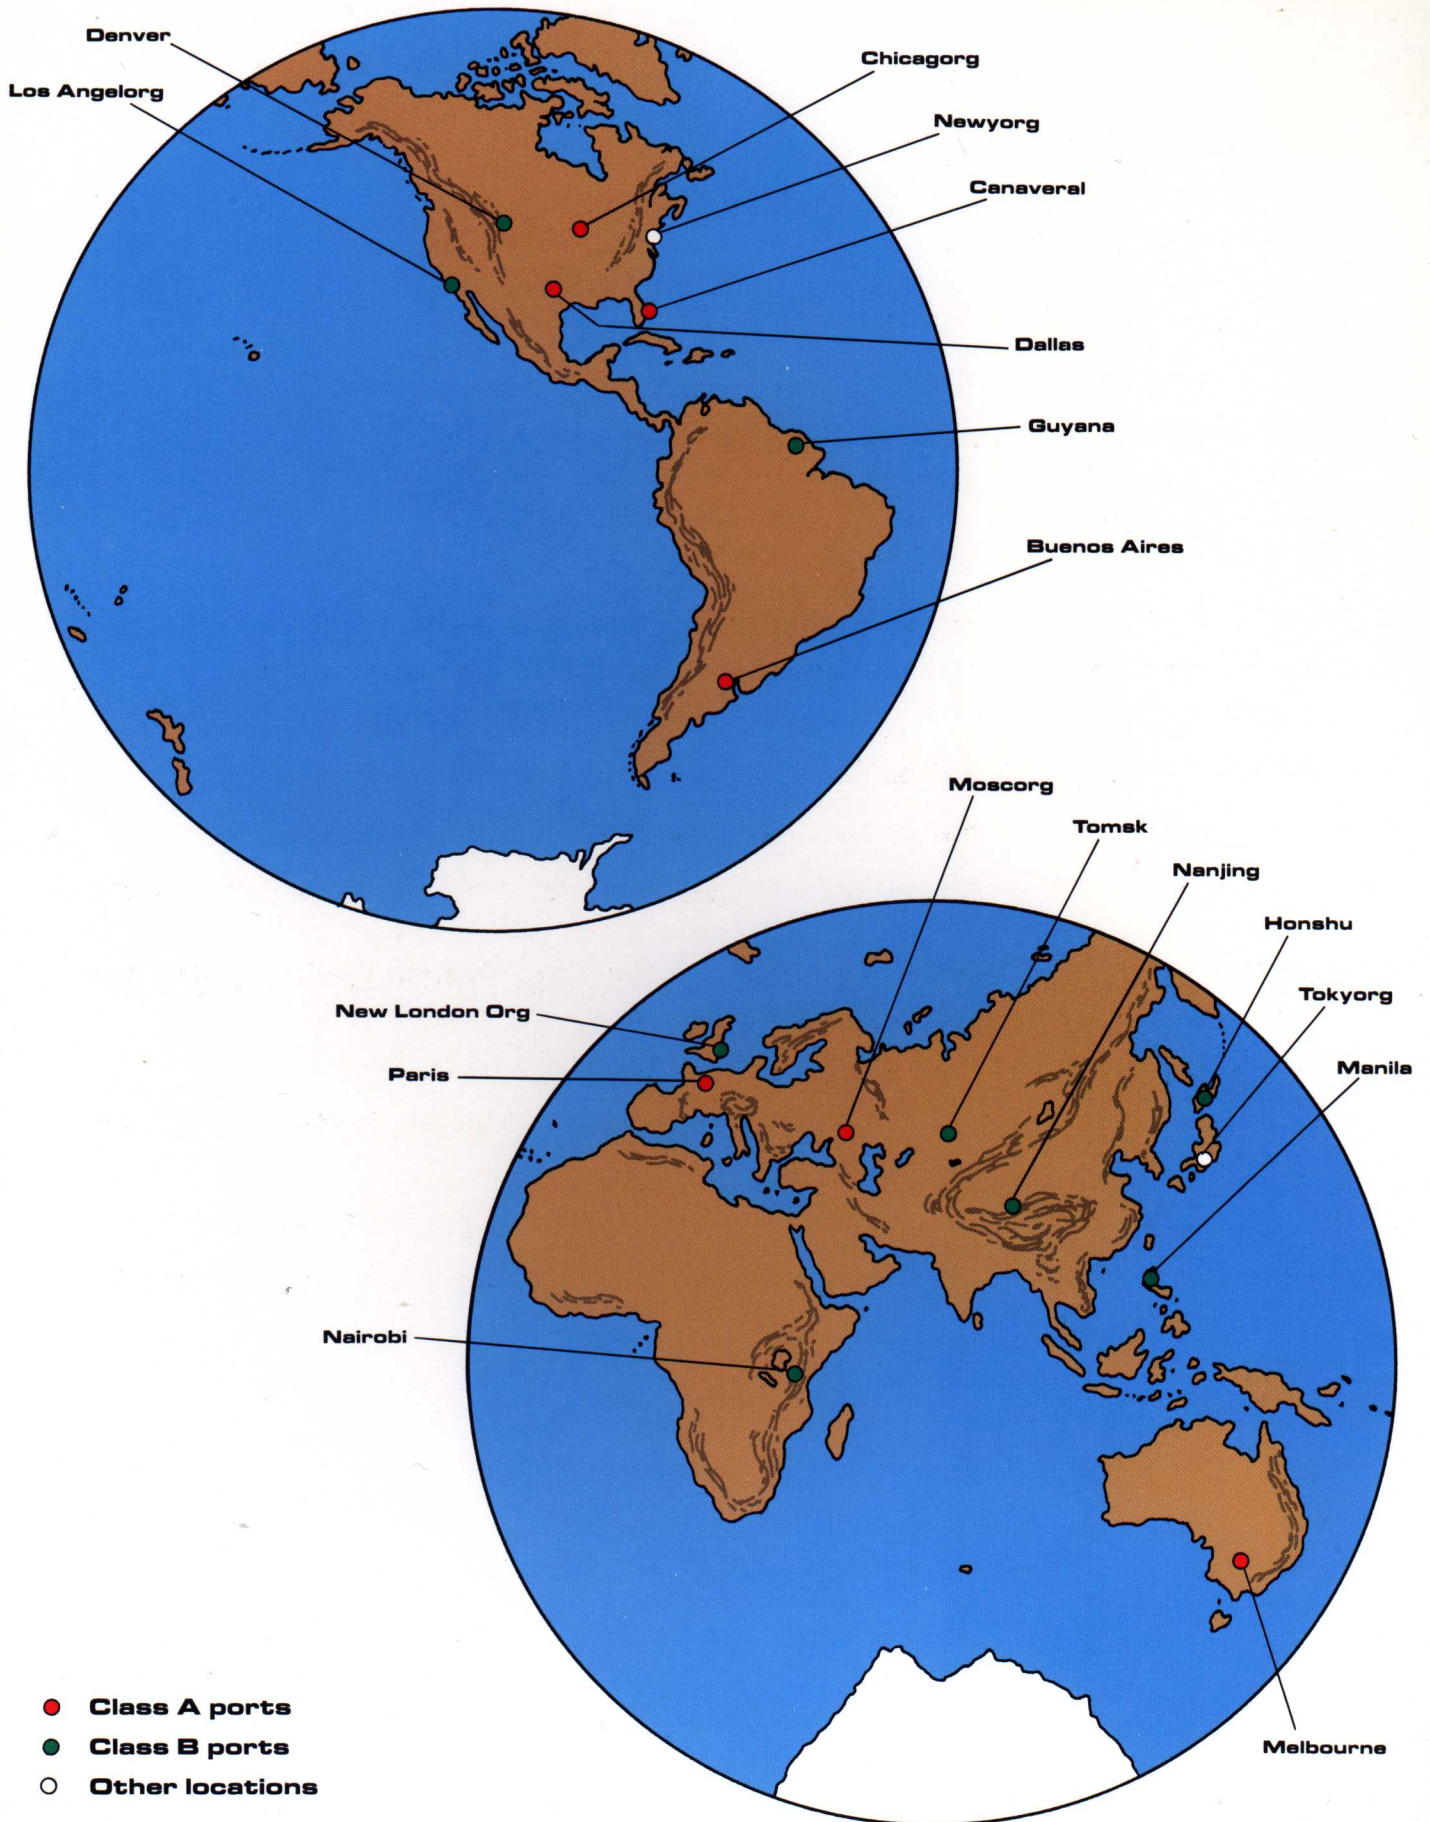 Denver
Los Angelorg
Chicagorg
Newyorg
Canaveral
Dallas
Guyana
Buenos Aires
Moscorg
Tomsk
Nanjing
Honshu
Tokyorg
Manila
New London Org
Paris
Nairobi
Melbourne
Class A ports
Class B ports
Other locations